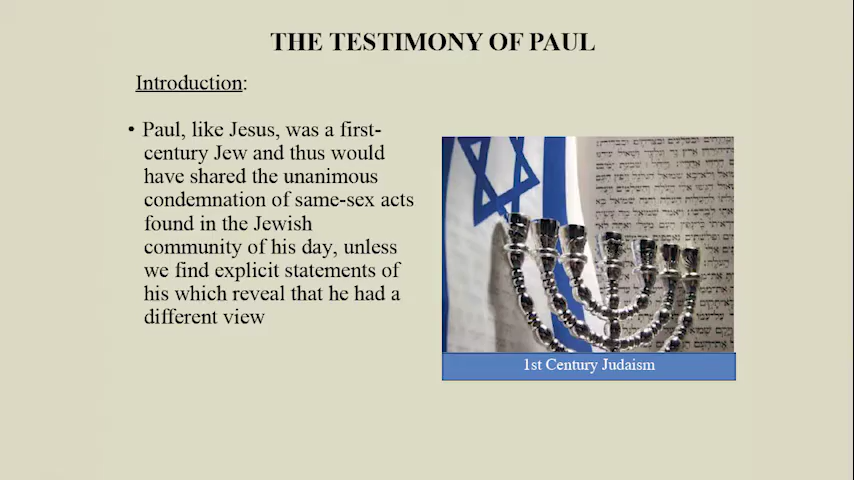 THE TESTIMONY OF PAUL
Introduction:
• Paul, like Jesus, was a first-
century Jew and thus would
have shared the unanimous
condemnation of same-sex acts
found in the Jewish
community of his day, unless
we find explicit statements of
his which reveal that he had a
different view
1st Century Judaism